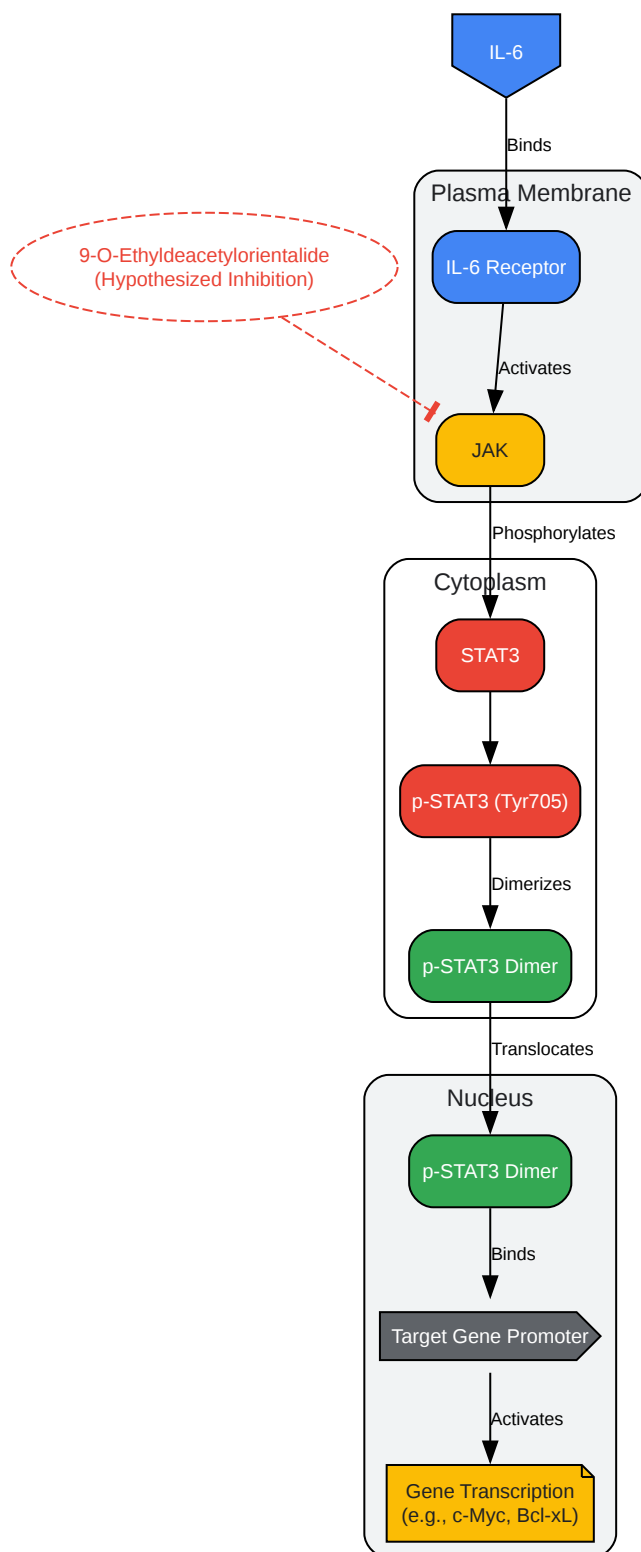 IL-6
Binds
Plasma Membrane
9-O-Ethyldeacetylorientalide
(Hypothesized Inhibition)
IL-6 Receptor
Activates
JAK
Phosphorylates
Cytoplasm
STAT3
p-STAT3 (Tyr705)
Dimerizes
p-STAT3 Dimer
Translocates
Nucleus
p-STAT3 Dimer
Binds
Target Gene Promoter
Activates
Gene Transcription
(e.g., c-Myc, Bcl-xL)